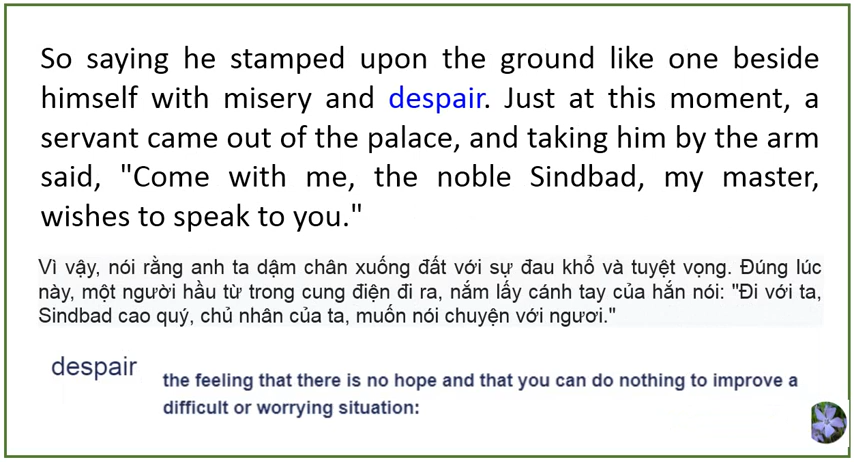 So saying he stamped upon the ground like one beside
himself with misery and despair. Just at this moment, a
servant came out of the palace, and taking him by the arm
said, "Come with me, the noble Sindbad, my master,
wishes to speak to you."
Vì vậy, nói rằng anh ta dậm chân xuống đất với sự đau khổ và tuyệt vọng. Đúng lúc
này, một người hầu từ trong cung điện đi ra, nắm lấy cánh tay của hắn nói: "Đi với ta,
Sindbad cao quý, chủ nhân của ta, muốn nói chuyện với ngươi."
despair
the feeling that there is no hope and that you can do nothing to improve a
difficult or worrying situation: